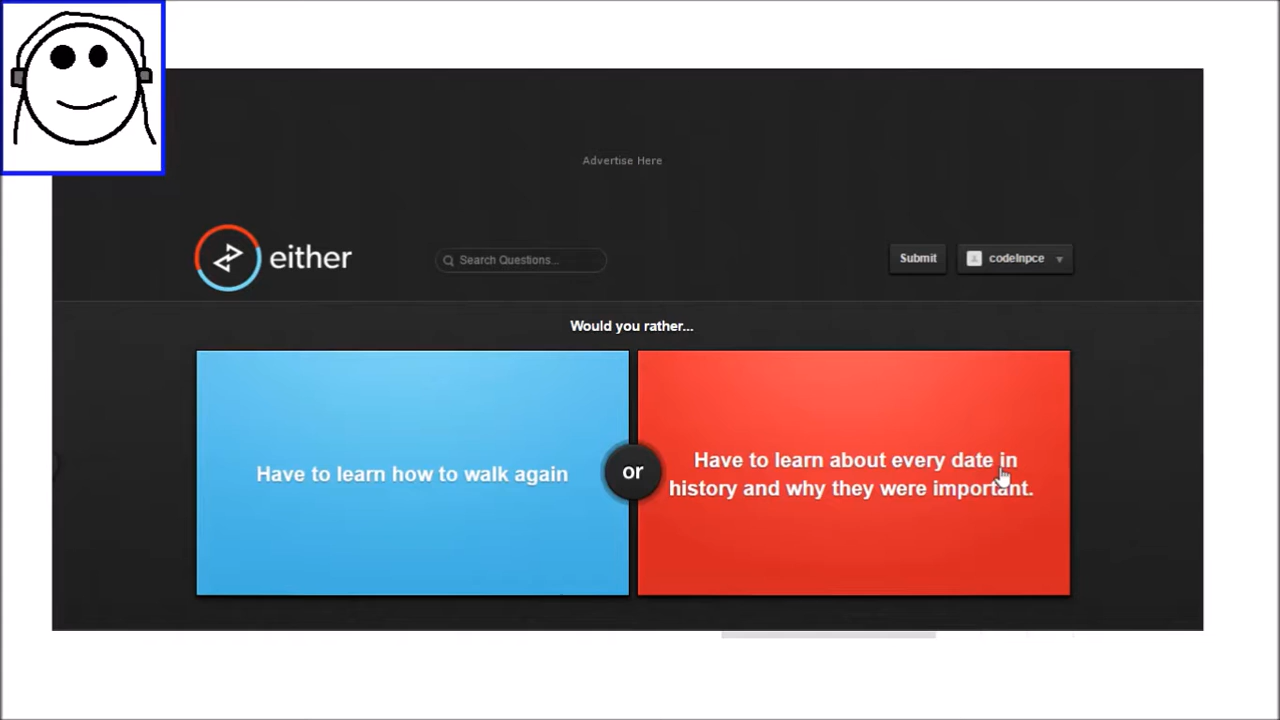 Advertise Here
either
Search Questions...
Submit
codelnpce
Would you rather...
Have to learn how to walk again
or
Have to learn about every date in
history and why they were important.